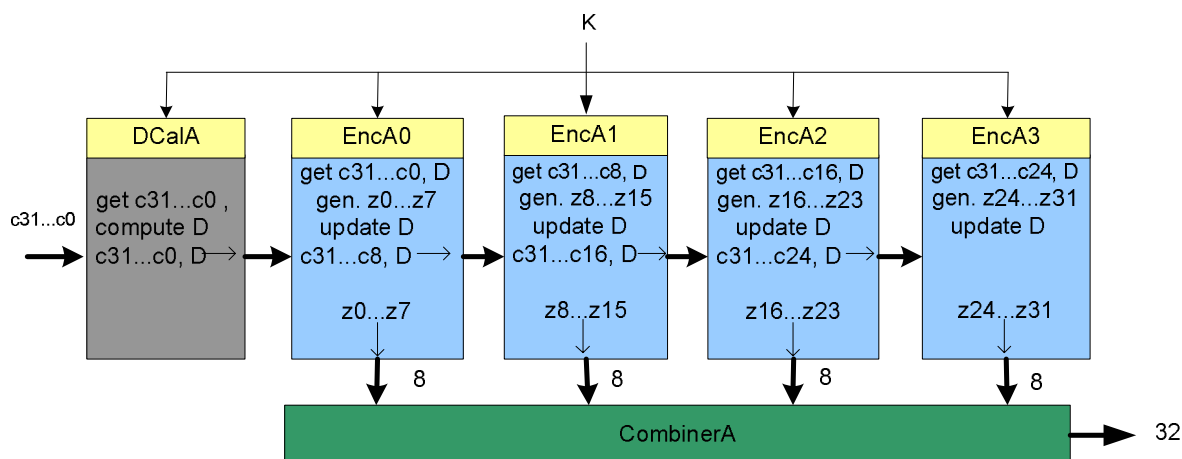 K
DCalA
get c31...c0 ,
compute D
c31...c0, D
c31...c0
EncA0
get c31...c0, D
gen. z0...z7
update D
c31...c8, D
z0...z7
8
EncA1
get c31...c8, D
gen. z8...z15
update D
c31...c16, D
z8...z15
8
EncA2
get c31...c16, D
gen. z16...z23
update D
c31...c24, D
z16...z23
8
EncA3
get c31...c24, D
gen. z24...z31
update D
z24...z31
8
CombinerA
32